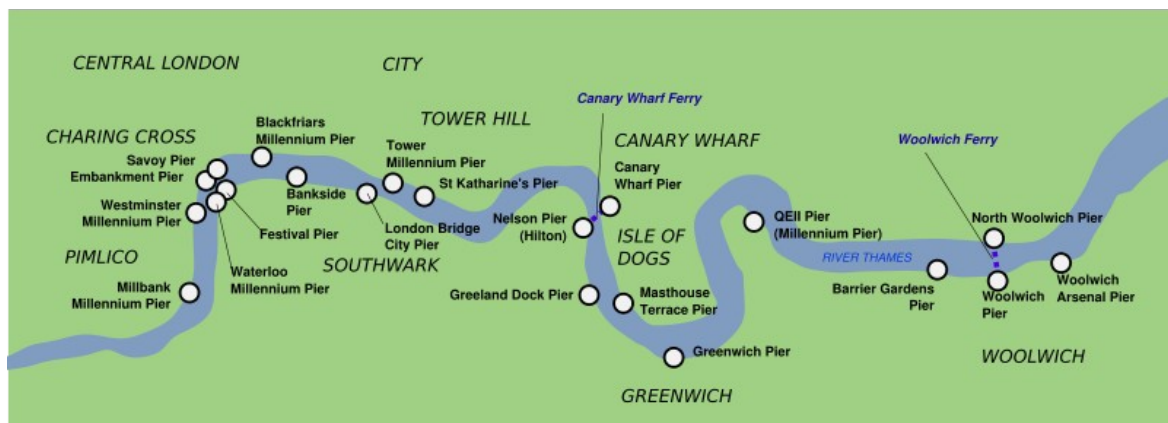 CENTRAL LONDON
CITY
Canary Wharf Ferry
TOWER HILL
CHARING CROSS
Blackfriars
Millennium Pier
CANARY WHARF
Woolwich Ferry
Savoy Pier
Embankment Pier
Tower
Millennium Pier
Canary
Wharf Pier
St Katharine's Pier
Westminster
Millennium Pier
Bankside
Pier
Festival Pier
London Bridge
City Pier
Nelson Pier
(Hilton)
QEII Pier
(Millennium Pier)
North Woolwich Pier
ISLE OF
DOGS
PIMLICO
SOUTHWARK
RIVER THAMES
Waterloo
Millennium Pier
Millbank
Millennium Pier
Greeland Dock Pier
Masthouse
Terrace Pier
Barrier Gardens
Pier
Woolwich
Pier
Woolwich
Arsenal Pier
Greenwich Pier
WOOLWICH
GREENWICH